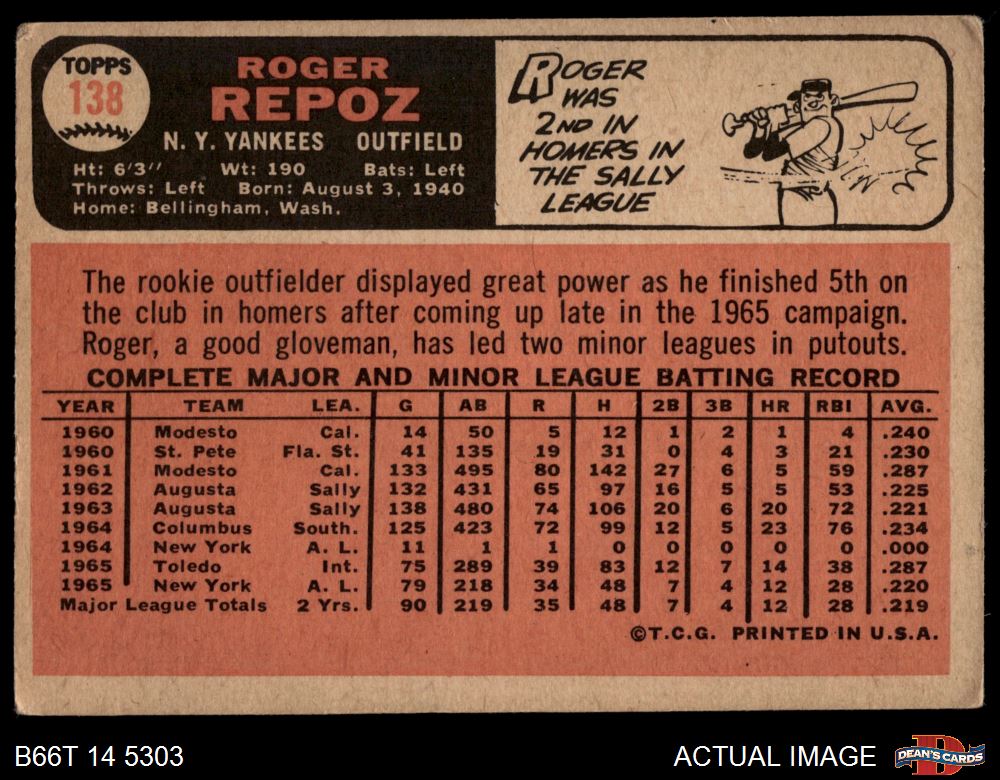 TOPPS
138
ROGER
REPOZ
N. Y. YANKEES OUTFIELD
Ht: 6'3" Wt: 190 Bats: Left
Throws: Left Born: August 3, 1940
Home: Bellingham, Wash.
ROGER
WAS
2ND IN
HOMERS IN
THE SALLY
LEAGUE
The rookie outfielder displayed great power as he finished 5th on
the club in homers after coming up late in the 1965 campaign.
Roger, a good gloveman, has led two minor leagues in putouts.
COMPLETE MAJOR AND MINOR LEAGUE BATTING RECORD
YEAR TEAM LEA. G AB R H 2B 3B HR RBI AVG.
1960 Modesto Cal. 14 50 5 12 1 2 1 4 .240
1960 St. Pete Fla. St. 41 135 19 31 0 4 3 21 .230
1961 Modesto Cal. 133 495 80 142 27 6 5 59 .287
1962 Augusta Sally 132 431 65 97 16 5 5 53 .225
1963 Augusta Sally 138 480 74 106 20 6 20 72 .221
1964 Columbus South. 125 423 72 99 12 5 23 76 .234
1964 New York A. L. 11 1 1 0 0 0 0 0 .000
1965 Toledo Int. 75 289 39 83 12 7 14 38 .287
1965 New York A. L. 79 218 34 48 7 4 12 28 .220
Major League Totals 2 Yrs. 90 219 35 48 7 4 12 28 .219
©T.C.G. PRINTED IN U.S.A.
B66T 14 5303
ACTUAL IMAGE
DEAN'S CARDS